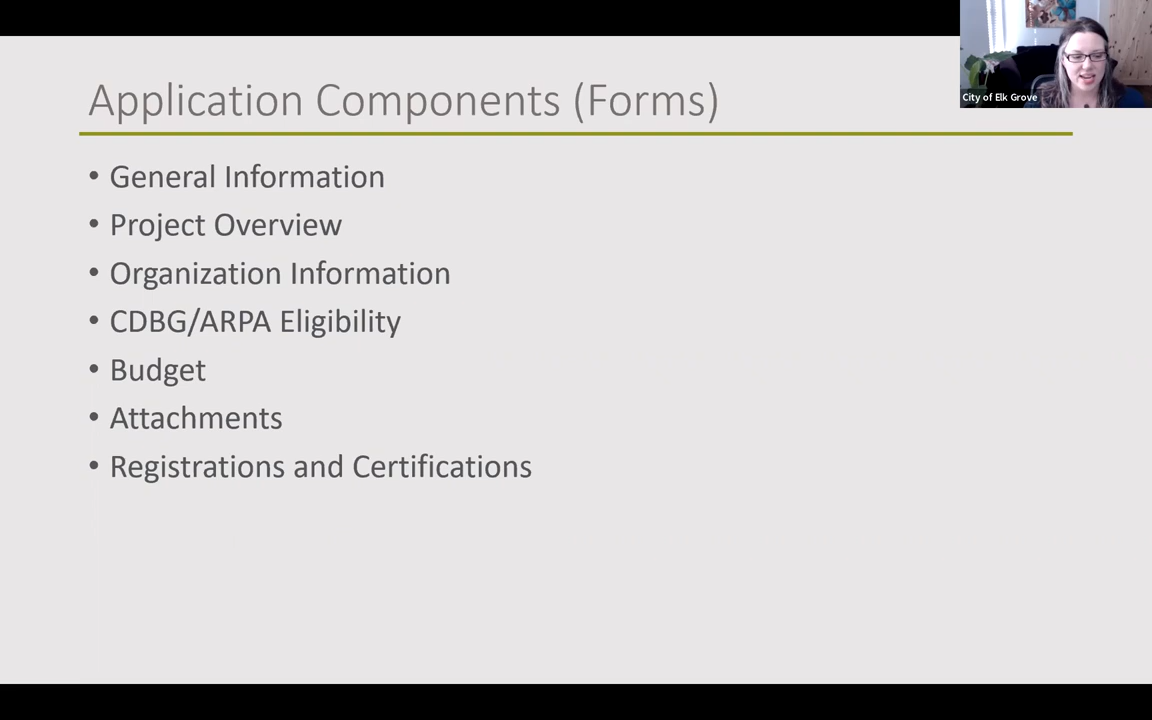 Application Components (Forms)
City of Elk Grove
• General Information
• Project Overview
• Organization Information
• CDBG/ARPA Eligibility
• Budget
• Attachments
• Registrations and Certifications